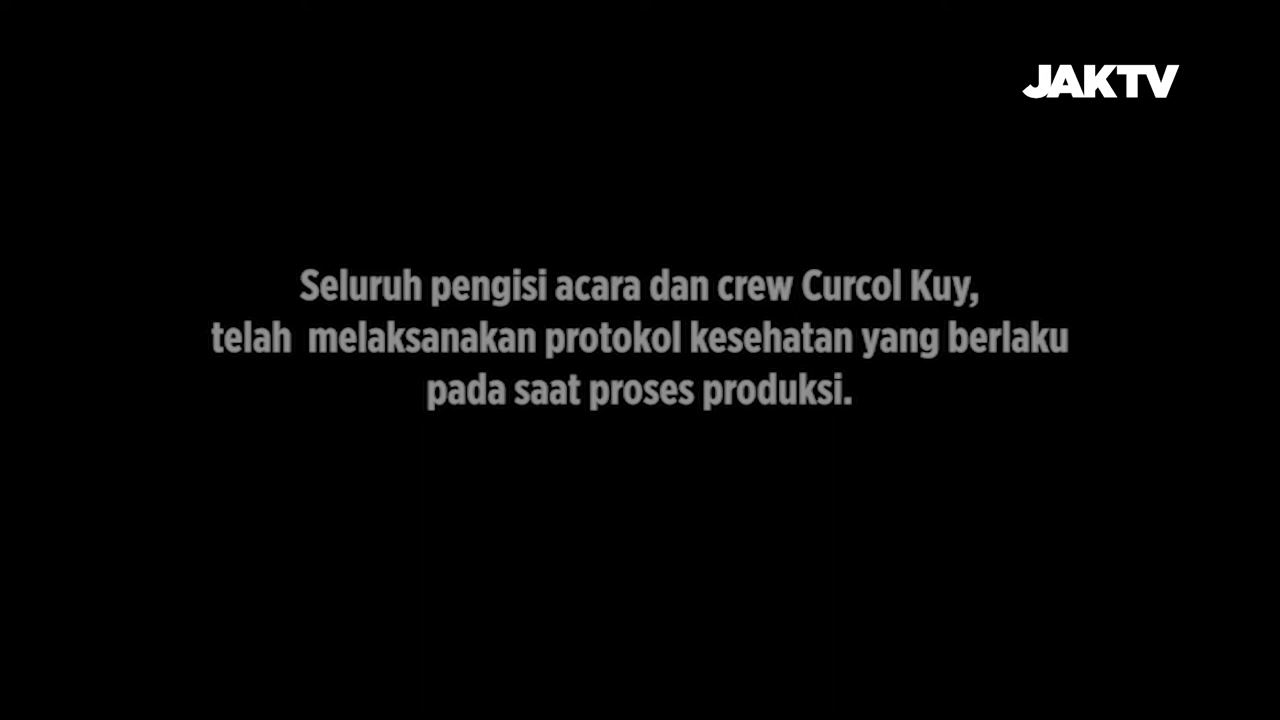 JAKTV
Seluruh pengisi acara dan crew Curcol Kuy,
telah  melaksanakan protokol kesehatan yang berlaku
pada saat proses produksi.